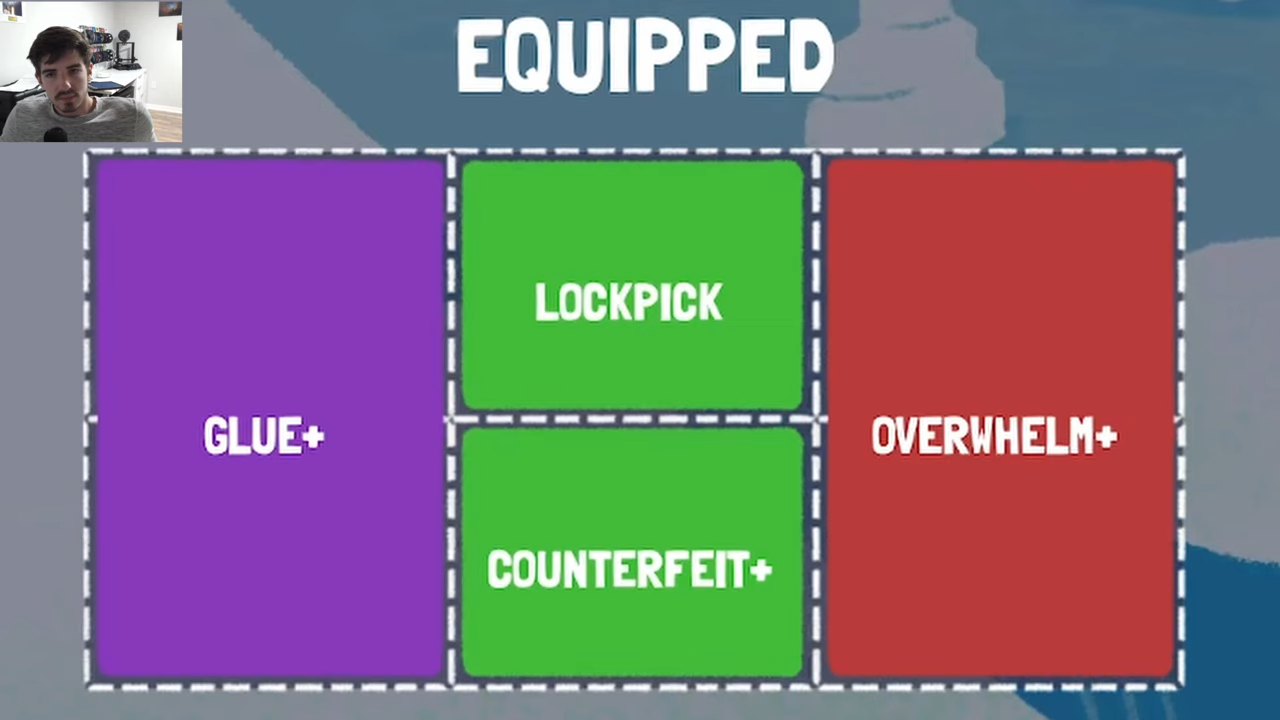 EQUIPPED
GLUE+
LOCKPICK
COUNTERFEIT+
OVERWHELM+